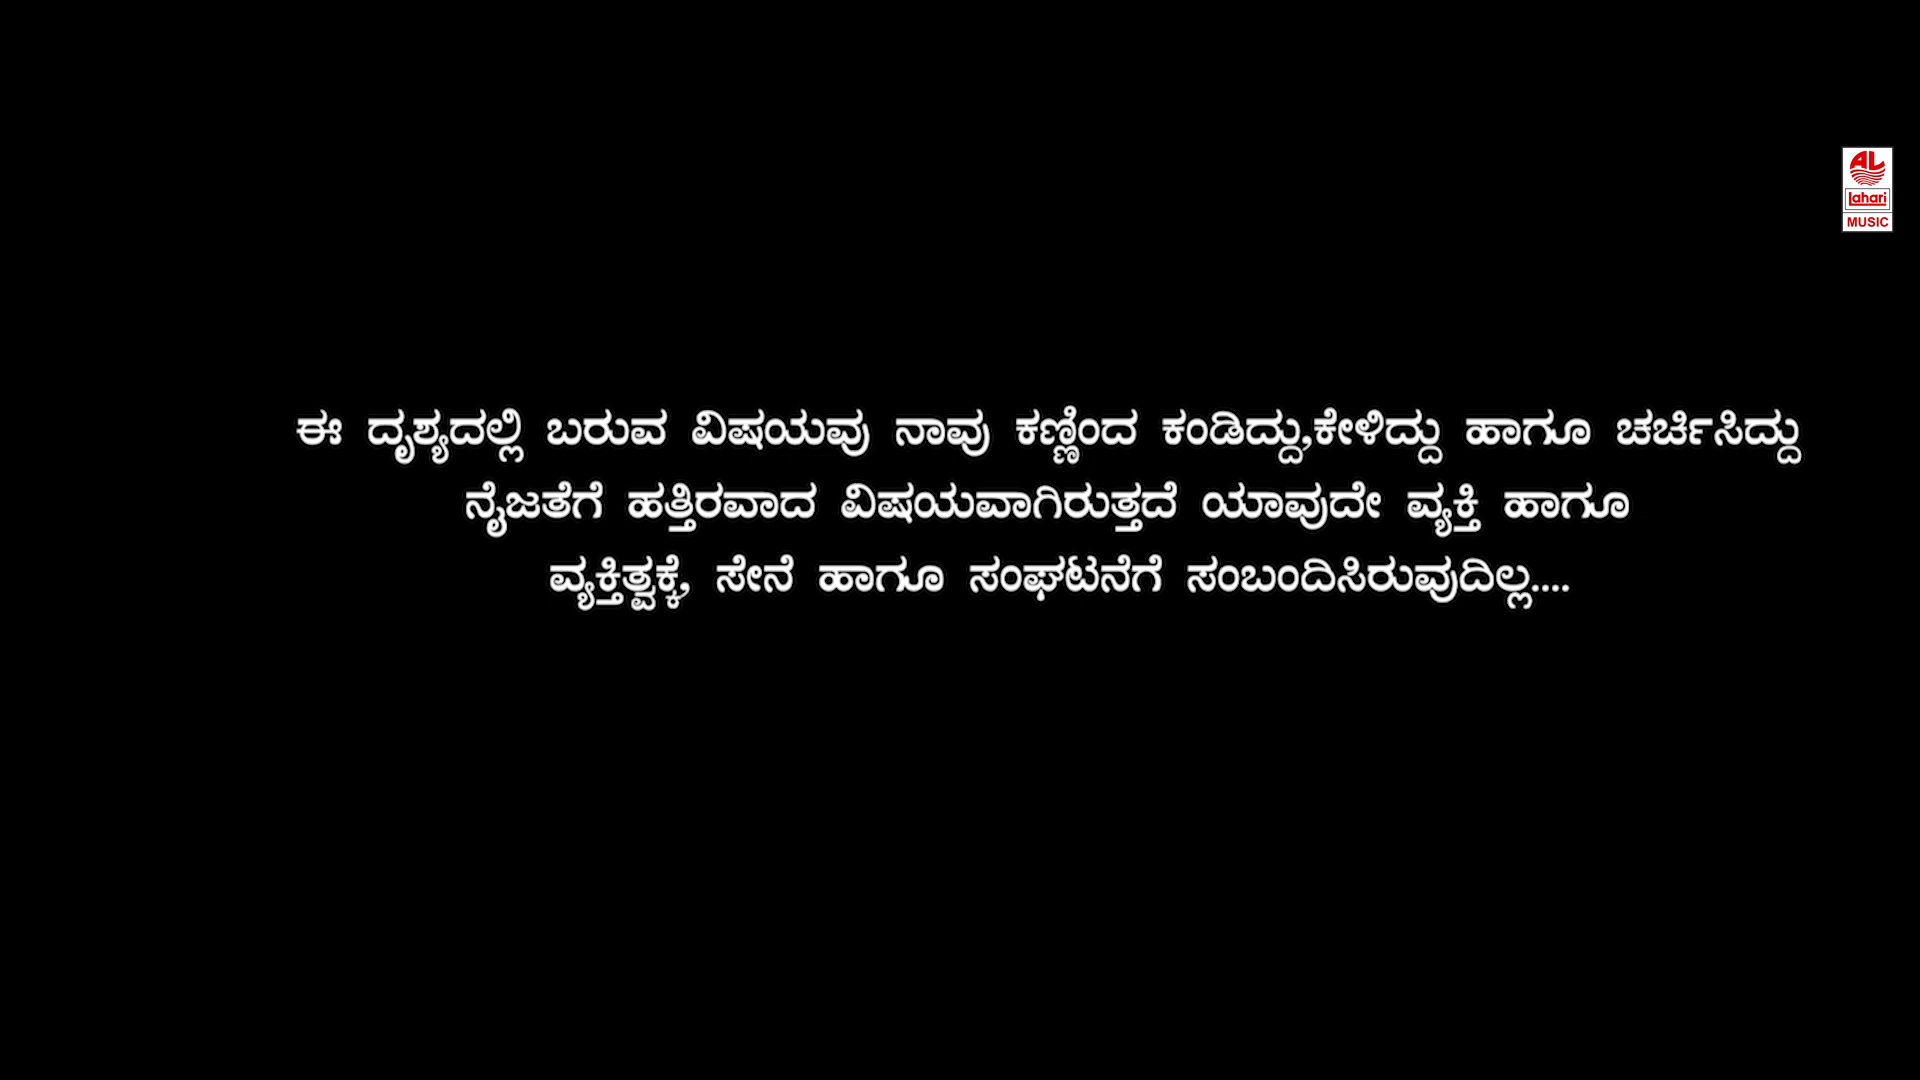 AL
Lahari
MUSIC
ಈ ದೃಶ್ಯದಲ್ಲಿ ಬರುವ ವಿಷಯವು ನಾವು ಕಣ್ಣಿಂದ ಕಂಡಿದ್ದು,ಕೇಳಿದ್ದು ಹಾಗೂ ಚರ್ಚಿಸಿದ್ದು
ನೈಜತೆಗೆ ಹತ್ತಿರವಾದ ವಿಷಯವಾಗಿರುತ್ತದೆ ಯಾವುದೇ ವ್ಯಕ್ತಿ ಹಾಗೂ
ವ್ಯಕ್ತಿತ್ವಕ್ಕೆ, ಸೇನೆ ಹಾಗೂ ಸಂಘಟನೆಗೆ ಸಂಬಂದಿಸಿರುವುದಿಲ್ಲ....